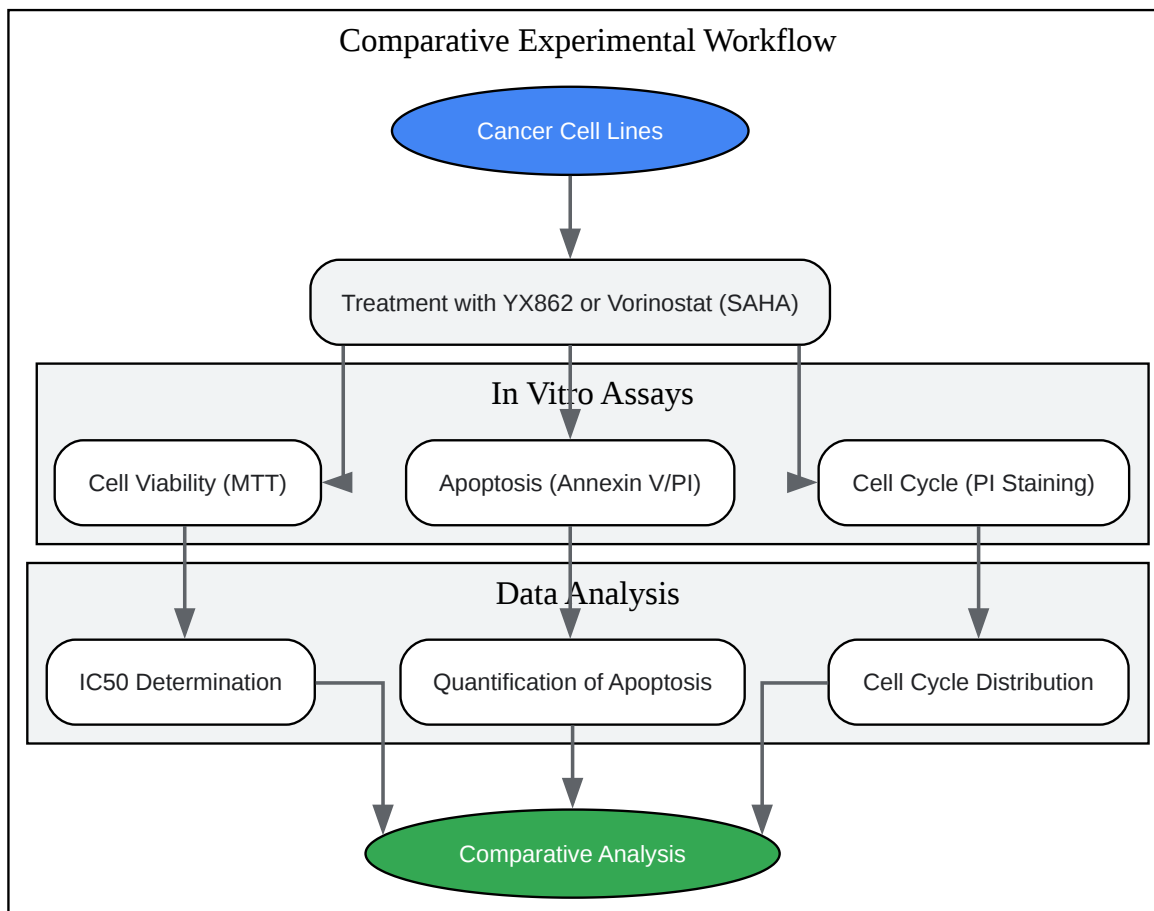 Comparative Experimental Workflow
Cancer Cell Lines
Treatment with YX862 or Vorinostat (SAHA)
In Vitro Assays
Cell Viability (MTT)
Apoptosis (Annexin V/PI)
Cell Cycle (PI Staining)
Data Analysis
IC50 Determination
Quantification of Apoptosis
Cell Cycle Distribution
Comparative Analysis